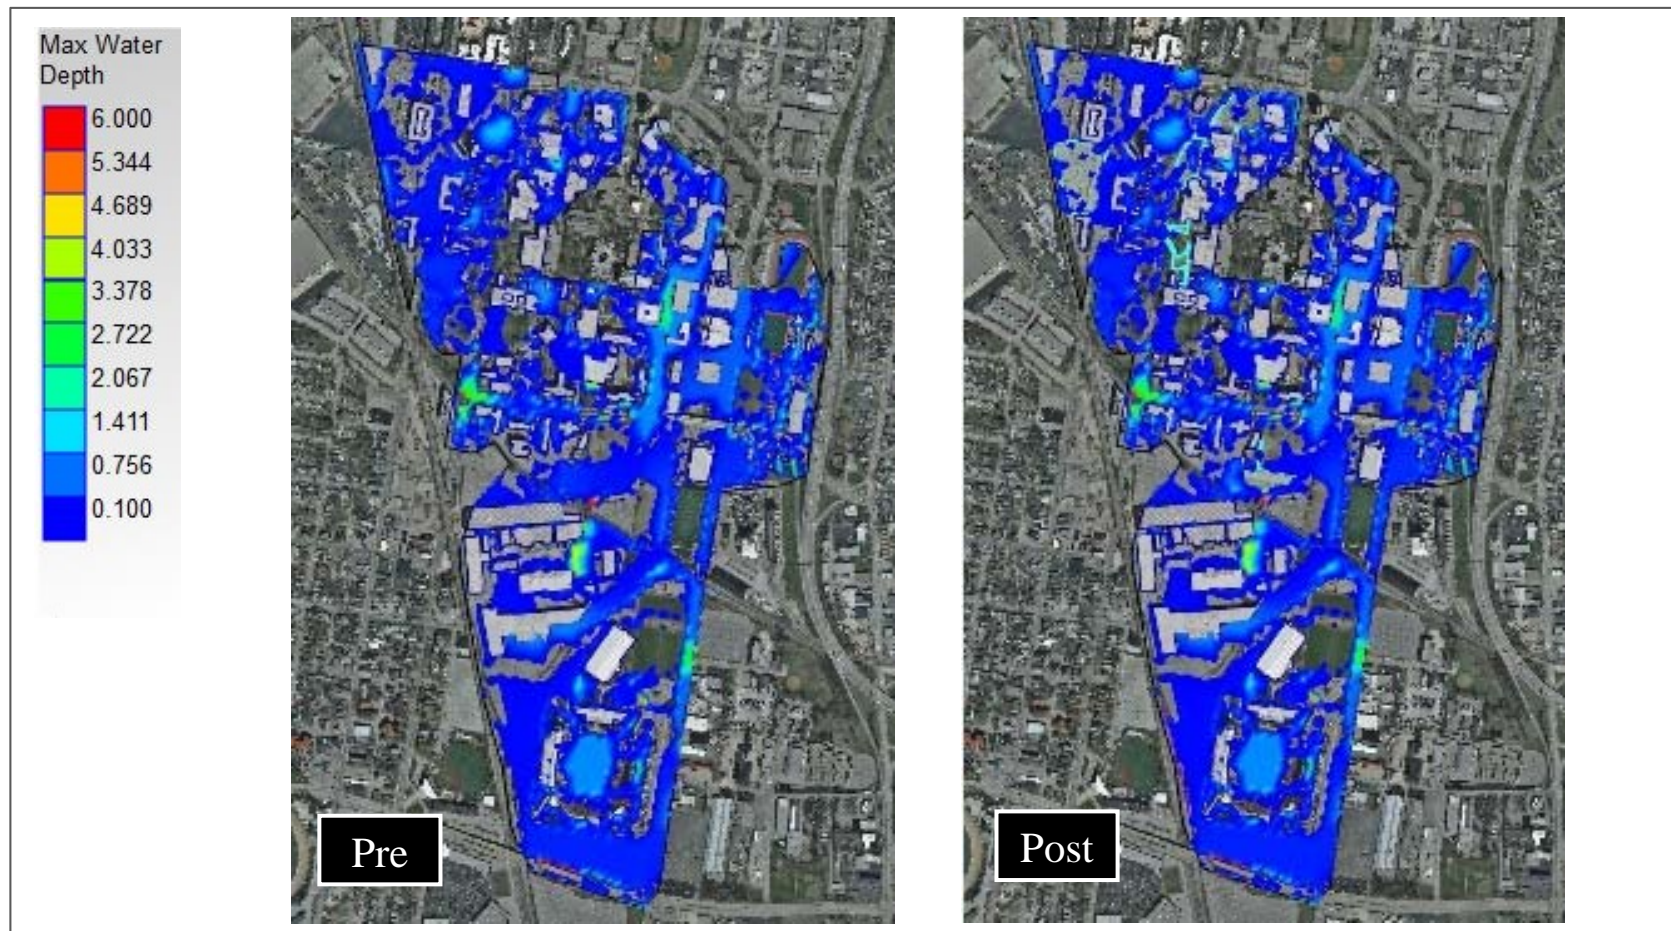 Max Water
Depth
6.000
5.344
4.689
4.033
3.378
2.722
2.067
1.411
0.756
0.100
Pre
Post